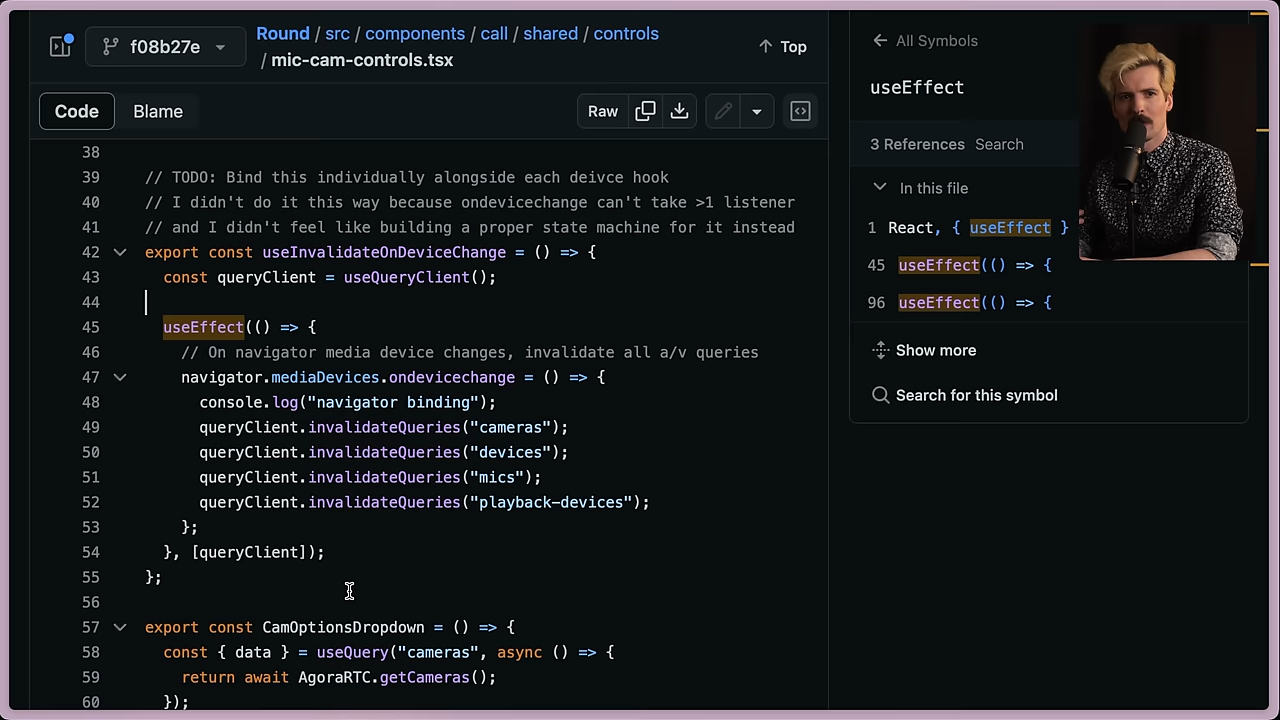 f08b27e
Round / src / components / call / shared / controls
/ mic-cam-controls.tsx
Top
Code
Blame
Raw
38
39 // TODO: Bind this individually alongside each deivce hook
40 // I didn't do it this way because ondevicechange can't take >1 listener
41 // and I didn't feel like building a proper state machine for it instead
42 export const useInvalidateOnDeviceChange = () => {
43 const queryClient = useQueryClient();
44
45 useEffect(() => {
46 // On navigator media device changes, invalidate all a/v queries
47 navigator.mediaDevices.ondevicechange = () => {
48 console.log("navigator binding");
49 queryClient.invalidateQueries("cameras");
50 queryClient.invalidateQueries("devices");
51 queryClient.invalidateQueries("mics");
52 queryClient.invalidateQueries("playback-devices");
53 };
54 }, [queryClient]);
55 };
56
57 export const CamOptionsDropdown = () => {
58 const { data } = useQuery("cameras", async () => {
59 return await AgoraRTC.getCameras();
60 });
All Symbols
useEffect
3 References Search
In this file
1 React, { useEffect }
45 useEffect(() => {
96 useEffect(() => {
Show more
Search for this symbol